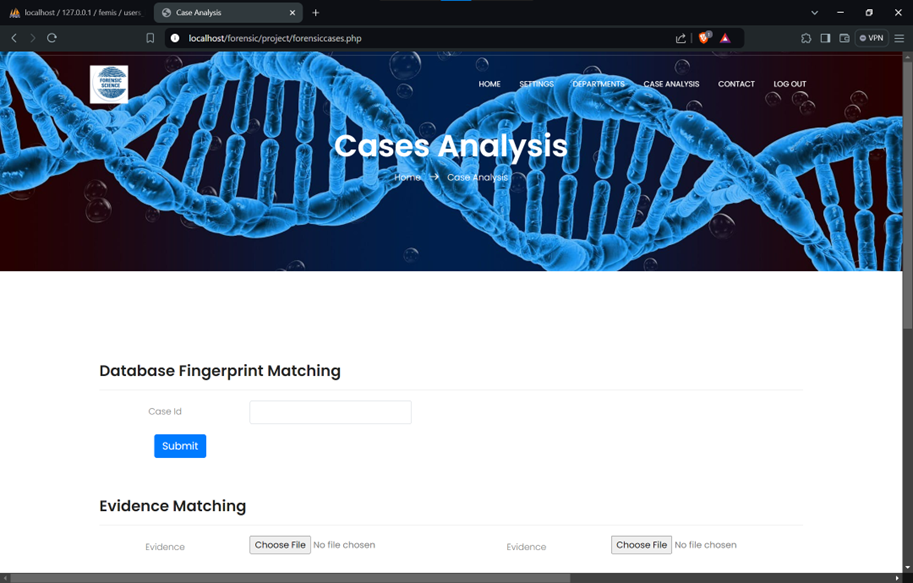 localhost / 127.0.0.1 / femis / users
Case Analysis
localhost/forensic/project/forensiccases.php
VPN
FORENSIC
SCIENCE
HOME SETTINGS DEPARTMENTS CASE ANALYSIS CONTACT LOG OUT
Cases Analysis
Home → Case Analysis
Database Fingerprint Matching
Case Id
Submit
Evidence Matching
Evidence Choose File No file chosen Evidence Choose File No file chosen